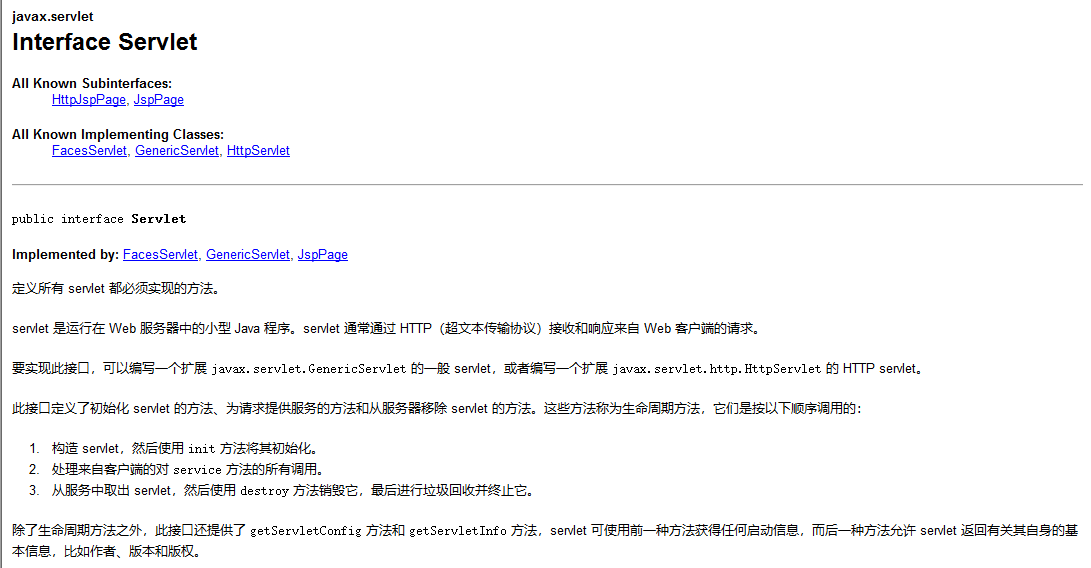 javax.servlet
Interface Servlet
All Known Subinterfaces:
HttpJspPage, JspPage
All Known Implementing Classes:
FacesServlet, GenericServlet, HttpServlet
public interface Servlet
Implemented by: FacesServlet, GenericServlet, JspPage
定义所有 servlet 都必须实现的方法。
servlet 是运行在 Web 服务器中的小型 Java 程序。servlet 通常通过 HTTP（超文本传输协议）接收和响应来自 Web 客户端的请求。
要实现此接口，可以编写一个扩展 javax.servlet.GenericServlet 的一般 servlet，或者编写一个扩展 javax.servlet.http.HttpServlet 的 HTTP servlet。
此接口定义了初始化 servlet 的方法、为请求提供服务的方法和从服务器移除 servlet 的方法。这些方法称为生命周期方法，它们是按以下顺序调用的：
1. 构造 servlet，然后使用 init 方法将其初始化。
2. 处理来自客户端的对 service 方法的所有调用。
3. 从服务中取出 servlet，然后使用 destroy 方法销毁它，最后进行垃圾回收并终止它。
除了生命周期方法之外，此接口还提供了 getServletConfig 方法和 getServletInfo 方法，servlet 可使用前一种方法获得任何启动信息，而后一种方法允许 servlet 返回有关其自身的基
本信息，比如作者、版本和版权。